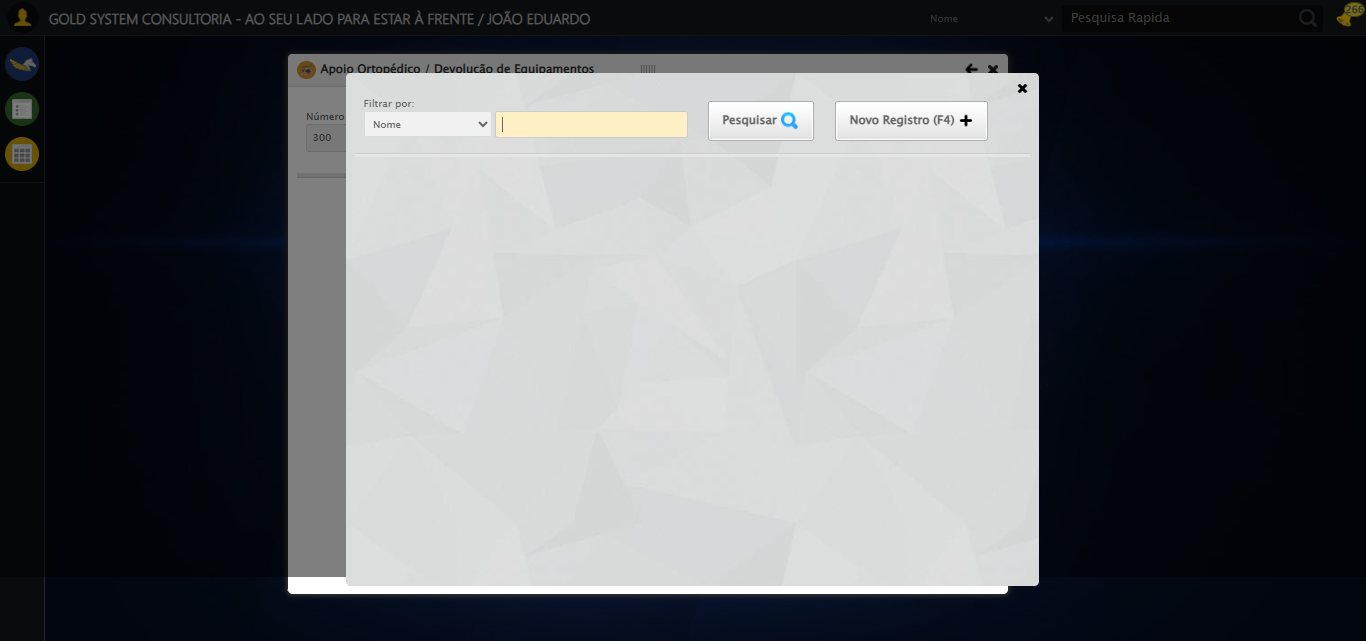 GOLD SYSTEM CONSULTORIA - AO SEU LADO PARA ESTAR À FRENTE / JOÃO EDUARDO
Nome
Pesquisa Rapida
266
Apoio Ortopédico / Devolução de Equipamentos
Número
300
Filtrar por:
Nome
Pesquisar
Novo Registro (F4)